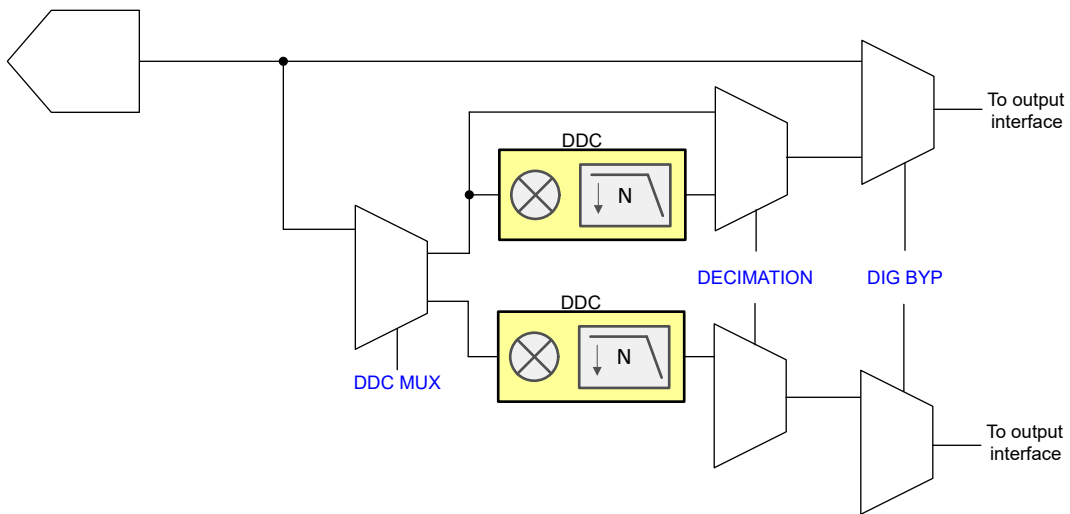 To output
interface
DDC
N
DECIMATION
DIG BYP
DDC
N
DDC MUX
To output
interface